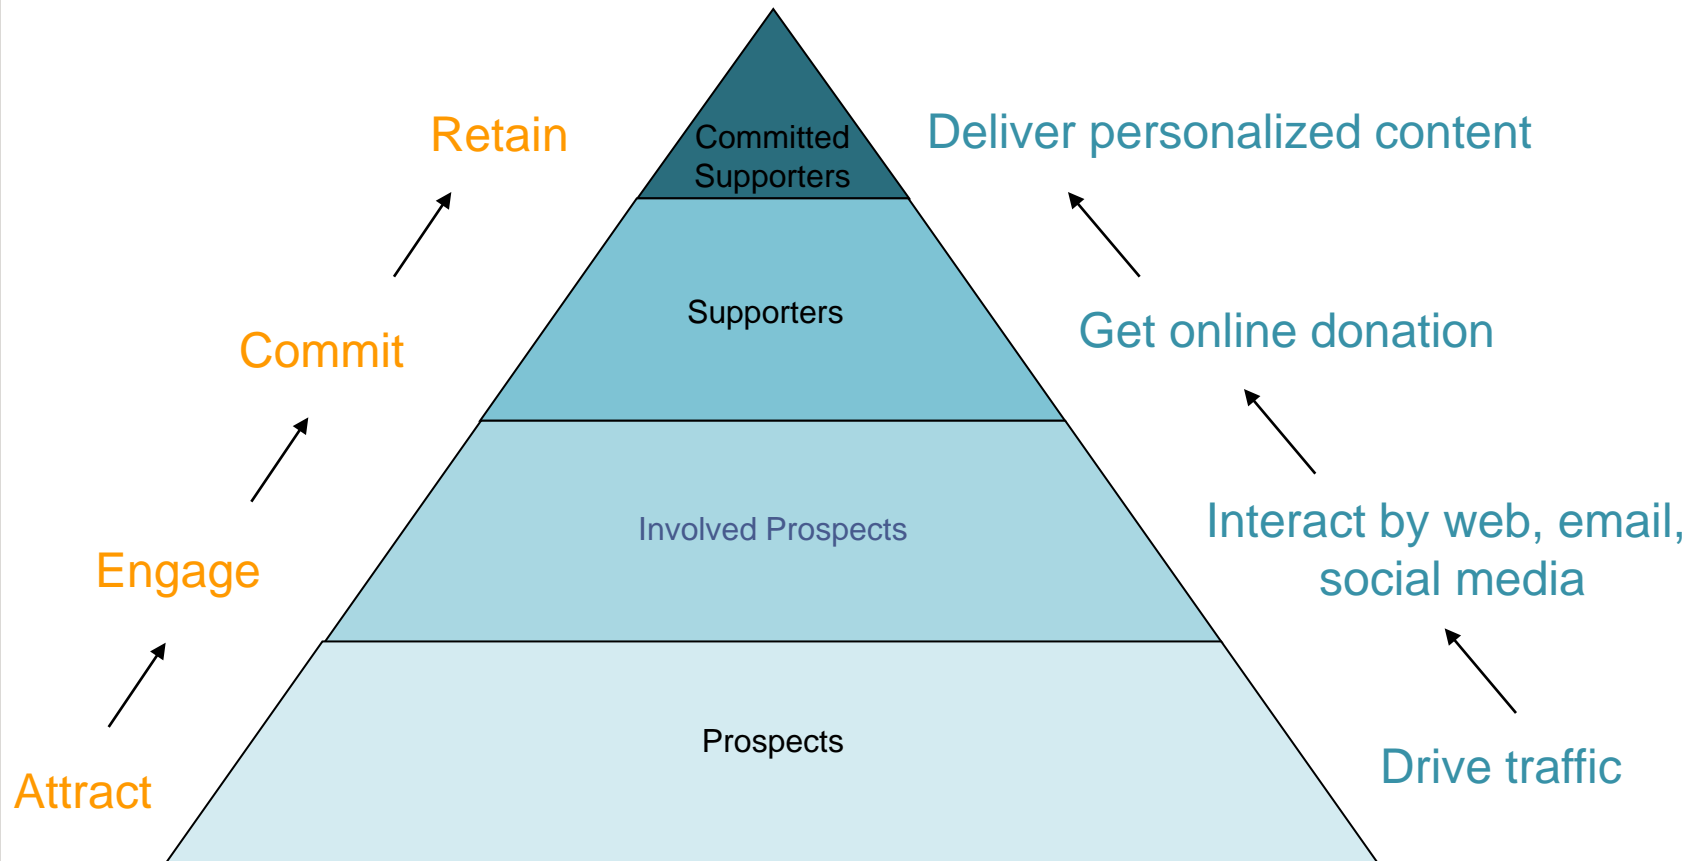 Retain
Committed
Supporters
Deliver personalized content
Commit
Supporters
Get online donation
Engage
Involved Prospects
Interact by web, email,
social media
Attract
Prospects
Drive traffic